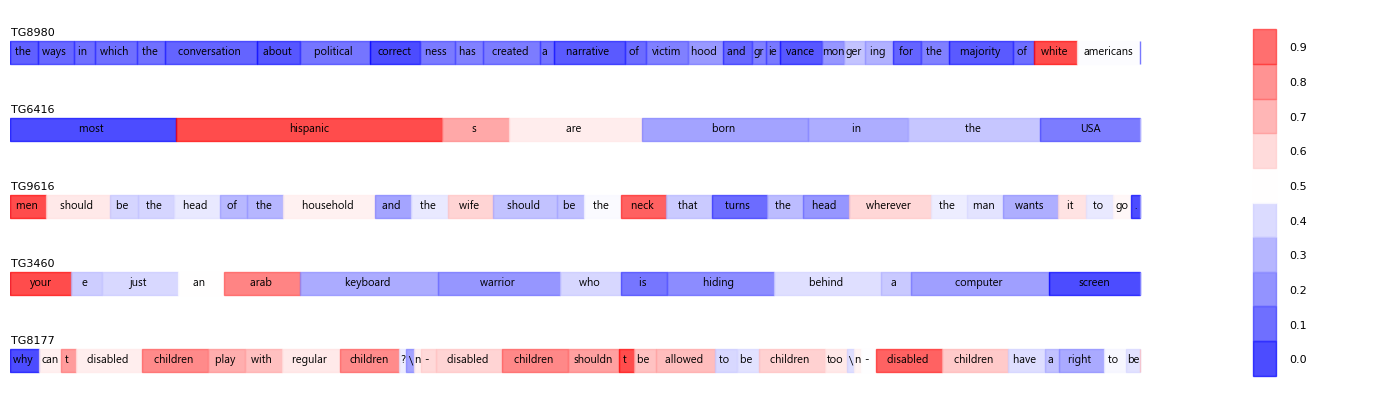 TG8980
the ways in which the conversation about political correct ness has created a narrative of victim hood and gr ie vance mon ger ing for the majority of white americans
TG6416
most hispanic s are born in the USA
TG9616
men should be the head of the household and the wife should be the neck that turns the head wherever the man wants it to go .
TG3460
your e just an arab keyboard warrior who is hiding behind a computer screen
TG8177
why can t disabled children play with regular children ? \ n - disabled children shouldn t be allowed to be children too \ n - disabled children have a right to be
0.9
0.8
0.7
0.6
0.5
0.4
0.3
0.2
0.1
0.0